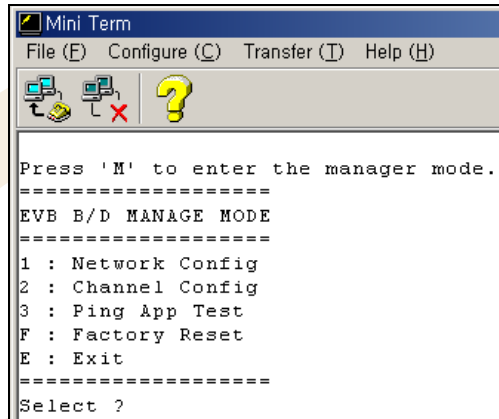 Mini Term
File (F) Configure (C) Transfer (T) Help (H)
Press 'M' to enter the manager mode.
====================
EVB B/D MANAGE MODE
====================
1 : Network Config
2 : Channel Config
3 : Ping App Test
F : Factory Reset
E : Exit
====================
Select ?